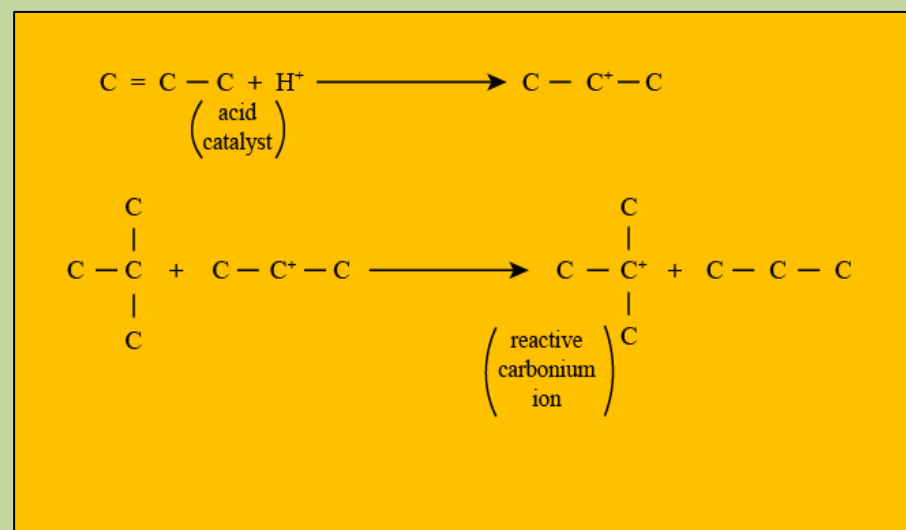 C = C — C + H⁺ ⟶ C — C⁺ — C
(acid
catalyst)
C
|
C — C + C — C⁺ — C ⟶ C — C⁺ + C — C — C
|
C
C
|
|
C
(reactive
carbonium
ion)